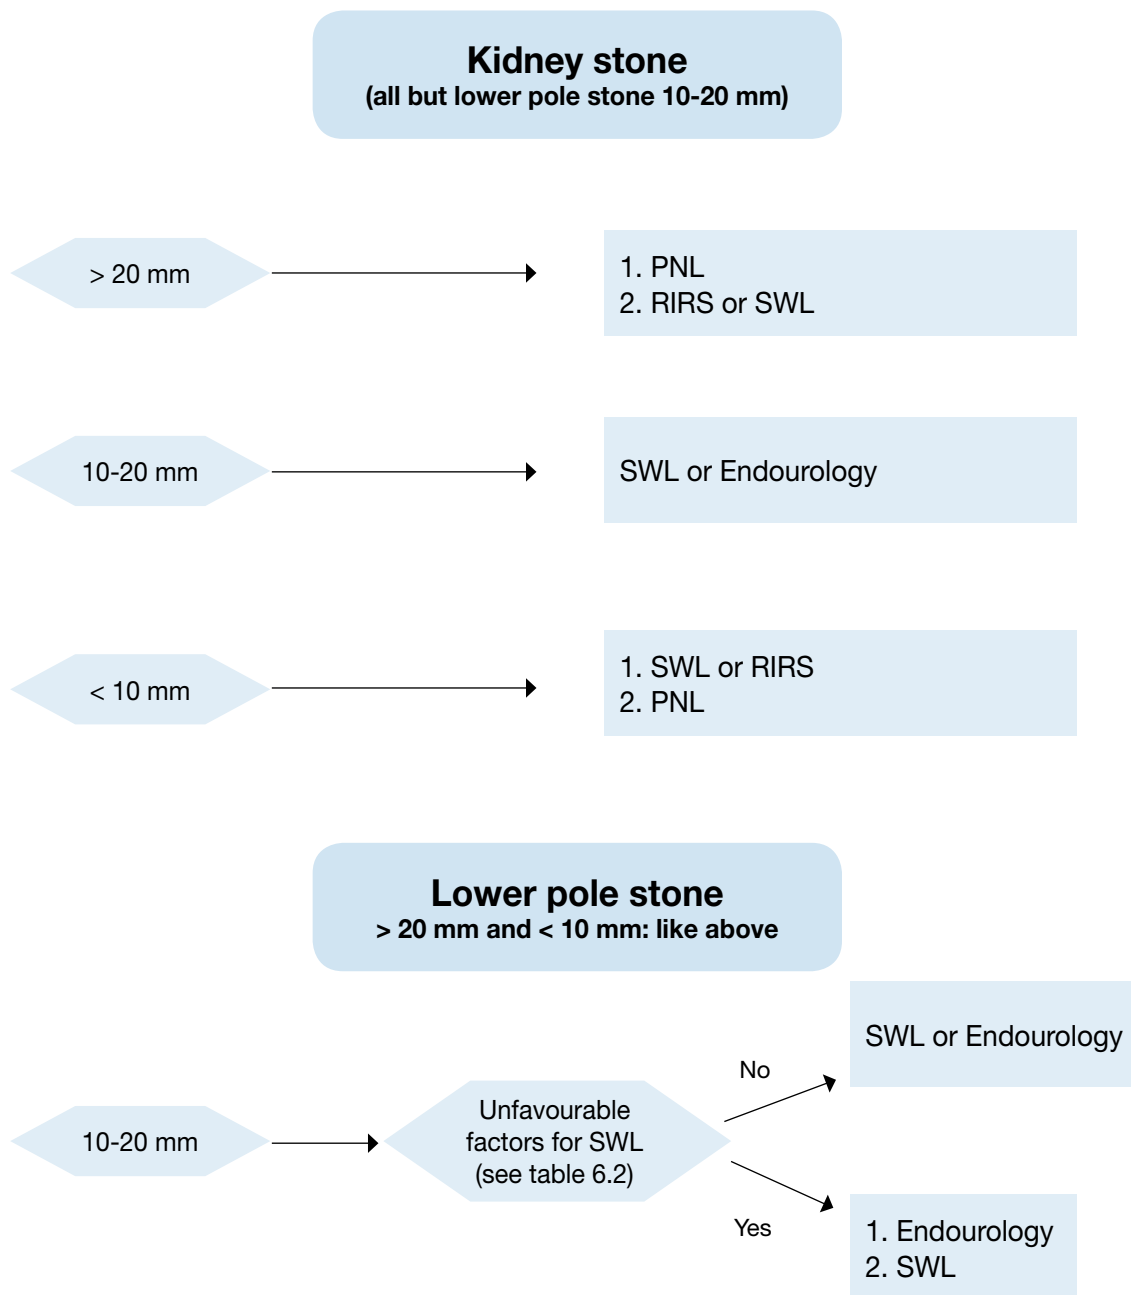 Kidney stone
(all but lower pole stone 10-20 mm)
> 20 mm
1. PNL
2. RIRS or SWL
10-20 mm
SWL or Endourology
< 10 mm
1. SWL or RIRS
2. PNL
Lower pole stone
> 20 mm and < 10 mm: like above
10-20 mm
Unfavourable
factors for SWL
(see table 6.2)
No
SWL or Endourology
Yes
1. Endourology
2. SWL